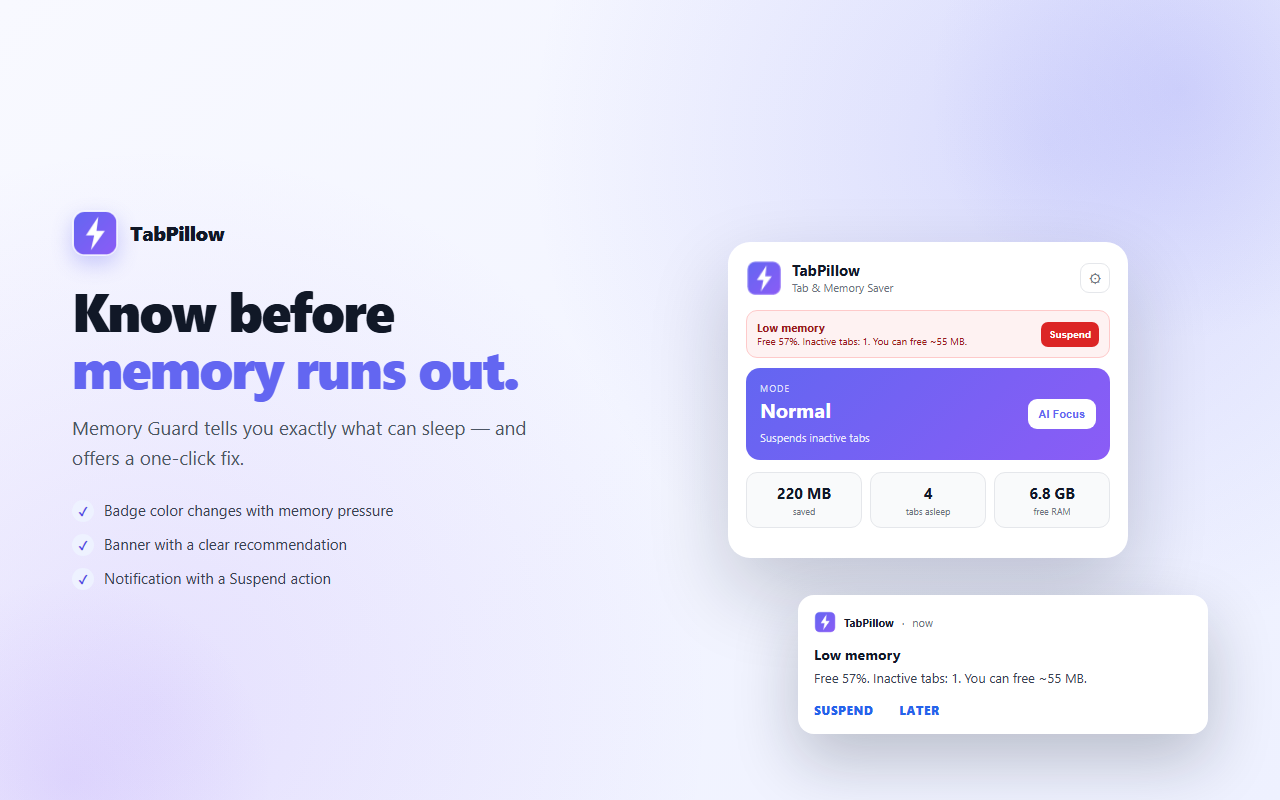 TabPillow
Know before
memory runs out.
Memory Guard tells you exactly what can sleep — and
offers a one-click fix.
✓ Badge color changes with memory pressure
✓ Banner with a clear recommendation
✓ Notification with a Suspend action
TabPillow
Tab & Memory Saver
Low memory
Free 57%. Inactive tabs: 1. You can free ~55 MB.
Suspend
MODE
Normal
Suspends inactive tabs
AI Focus
220 MB
saved
4
tabs asleep
6.8 GB
free RAM
TabPillow · now
Low memory
Free 57%. Inactive tabs: 1. You can free ~55 MB.
SUSPEND LATER